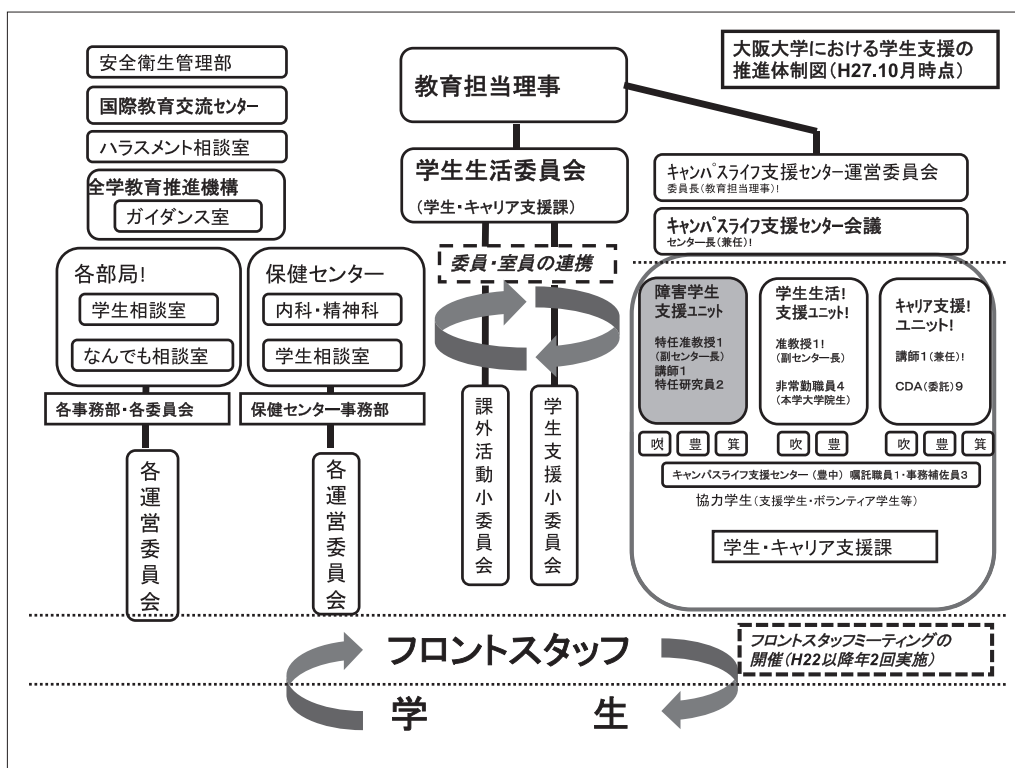 大阪大学における学生支援の
推進体制図(H27.10月時点)
安全衛生管理部
国際教育交流センター
ハラスメント相談室
全学教育推進機構
ガイダンス室
各部局!
学生相談室
なんでも相談室
各事務部・各委員会
各運営委員会
保健センター
内科・精神科
学生相談室
保健センター事務部
各運営委員会
教育担当理事
学生生活委員会
(学生・キャリア支援課)
委員・室員の連携
課外活動小委員会
学生支援小委員会
キャンパスライフ支援センター運営委員会
委員長(教育担当理事)!
キャンパスライフ支援センター会議
センター長(兼任)!
障害学生
支援ユニット
特任准教授1
(副センター長)
講師1
特任研究員2
吹 豊 箕
学生生活!
支援ユニット!
准教授1!
(副センター長)
非常勤職員4
(本学大学院生)
吹 豊
キャリア支援!
ユニット!
講師1(兼任)!
CDA(委託)9
吹 豊 箕
キャンパスライフ支援センター (豊中) 嘱託職員1・事務補佐員3
協力学生(支援学生・ボランティア学生等)
学生・キャリア支援課
フロントスタッフ
フロントスタッフミーティングの
開催(H22以降年2回実施)
学 生